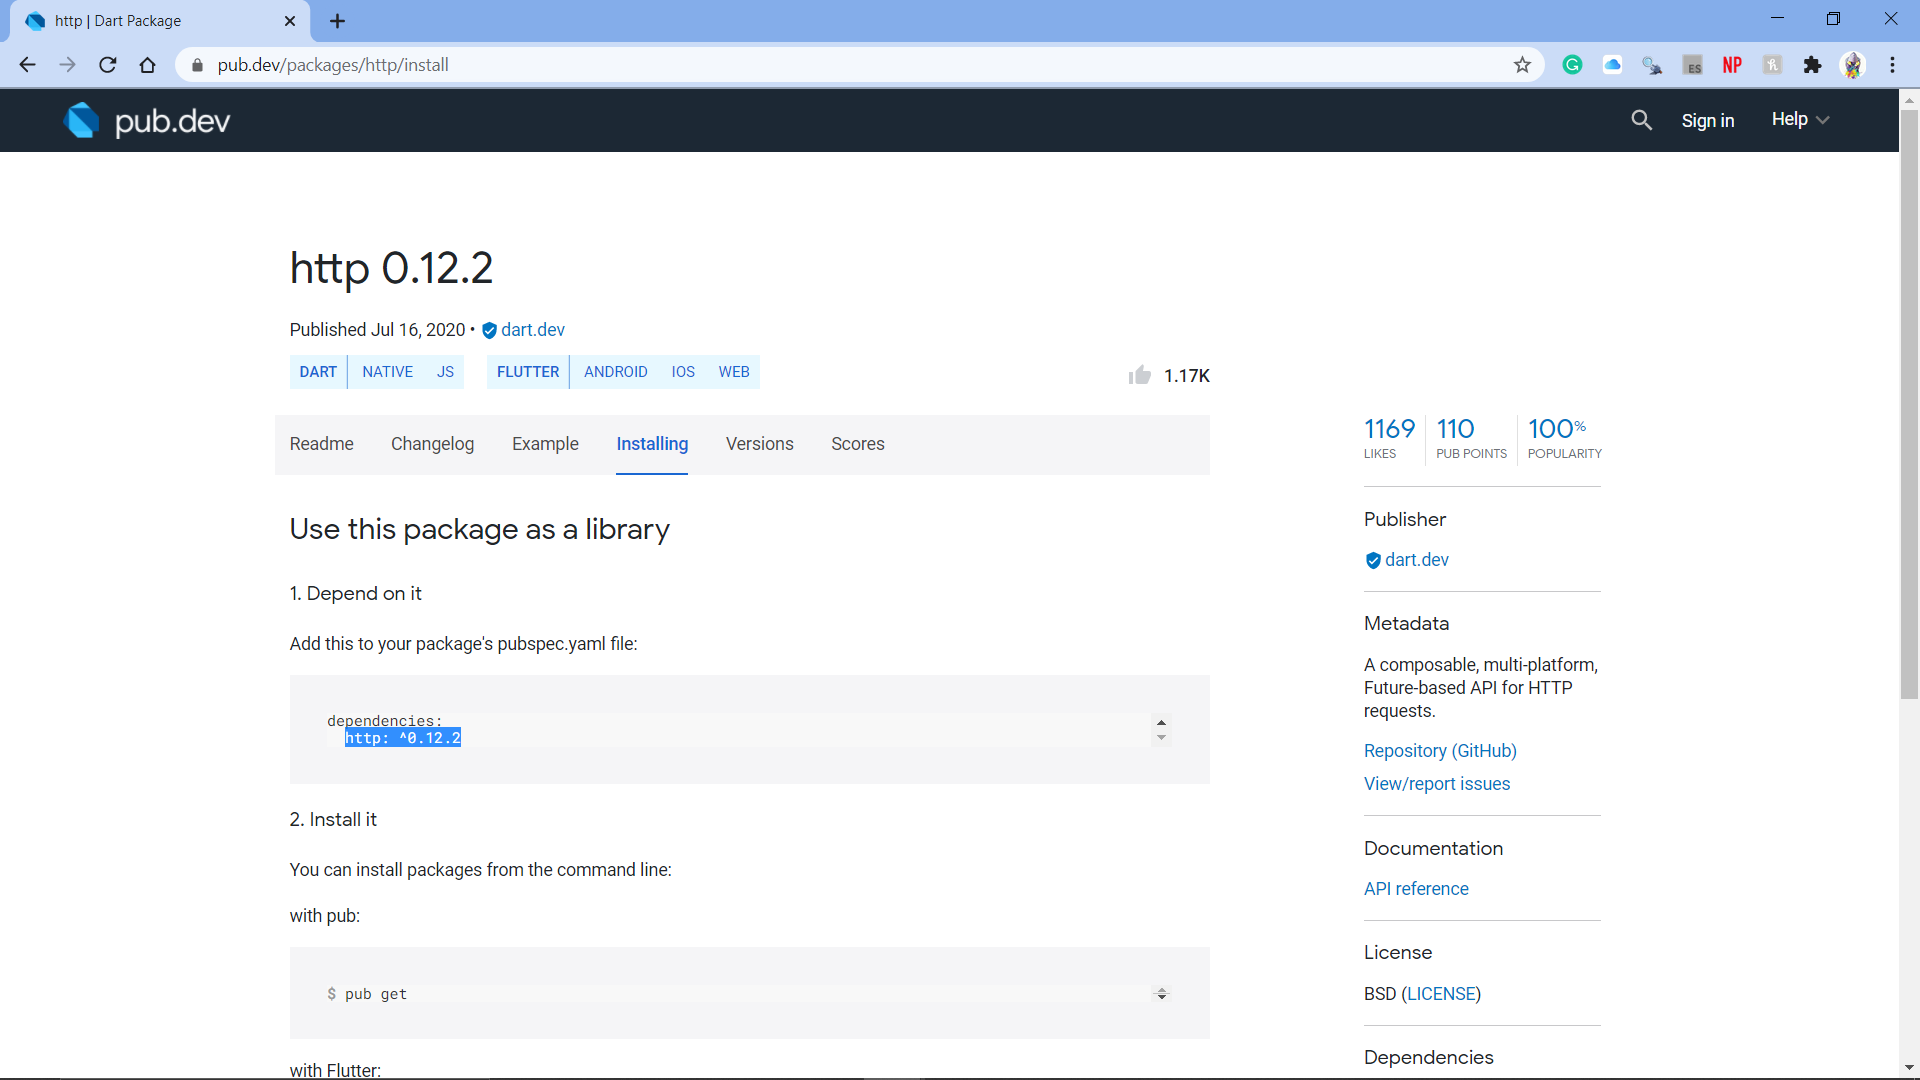 http | Dart Package
pub.dev/packages/http/install
ES
NP
pub.dev
Sign in
Help
http 0.12.2
Published Jul 16, 2020 • dart.dev
DART NATIVE JS FLUTTER ANDROID IOS WEB
1.17K
Readme Changelog Example Installing Versions Scores
Use this package as a library
1. Depend on it
Add this to your package's pubspec.yaml file:
dependencies:
http: ^0.12.2
2. Install it
You can install packages from the command line:
with pub:
$ pub get
with Flutter:
1169 110 100%
LIKES PUB POINTS POPULARITY
Publisher
dart.dev
Metadata
A composable, multi-platform,
Future-based API for HTTP
requests.
Repository (GitHub)
View/report issues
Documentation
API reference
License
BSD (LICENSE)
Dependencies